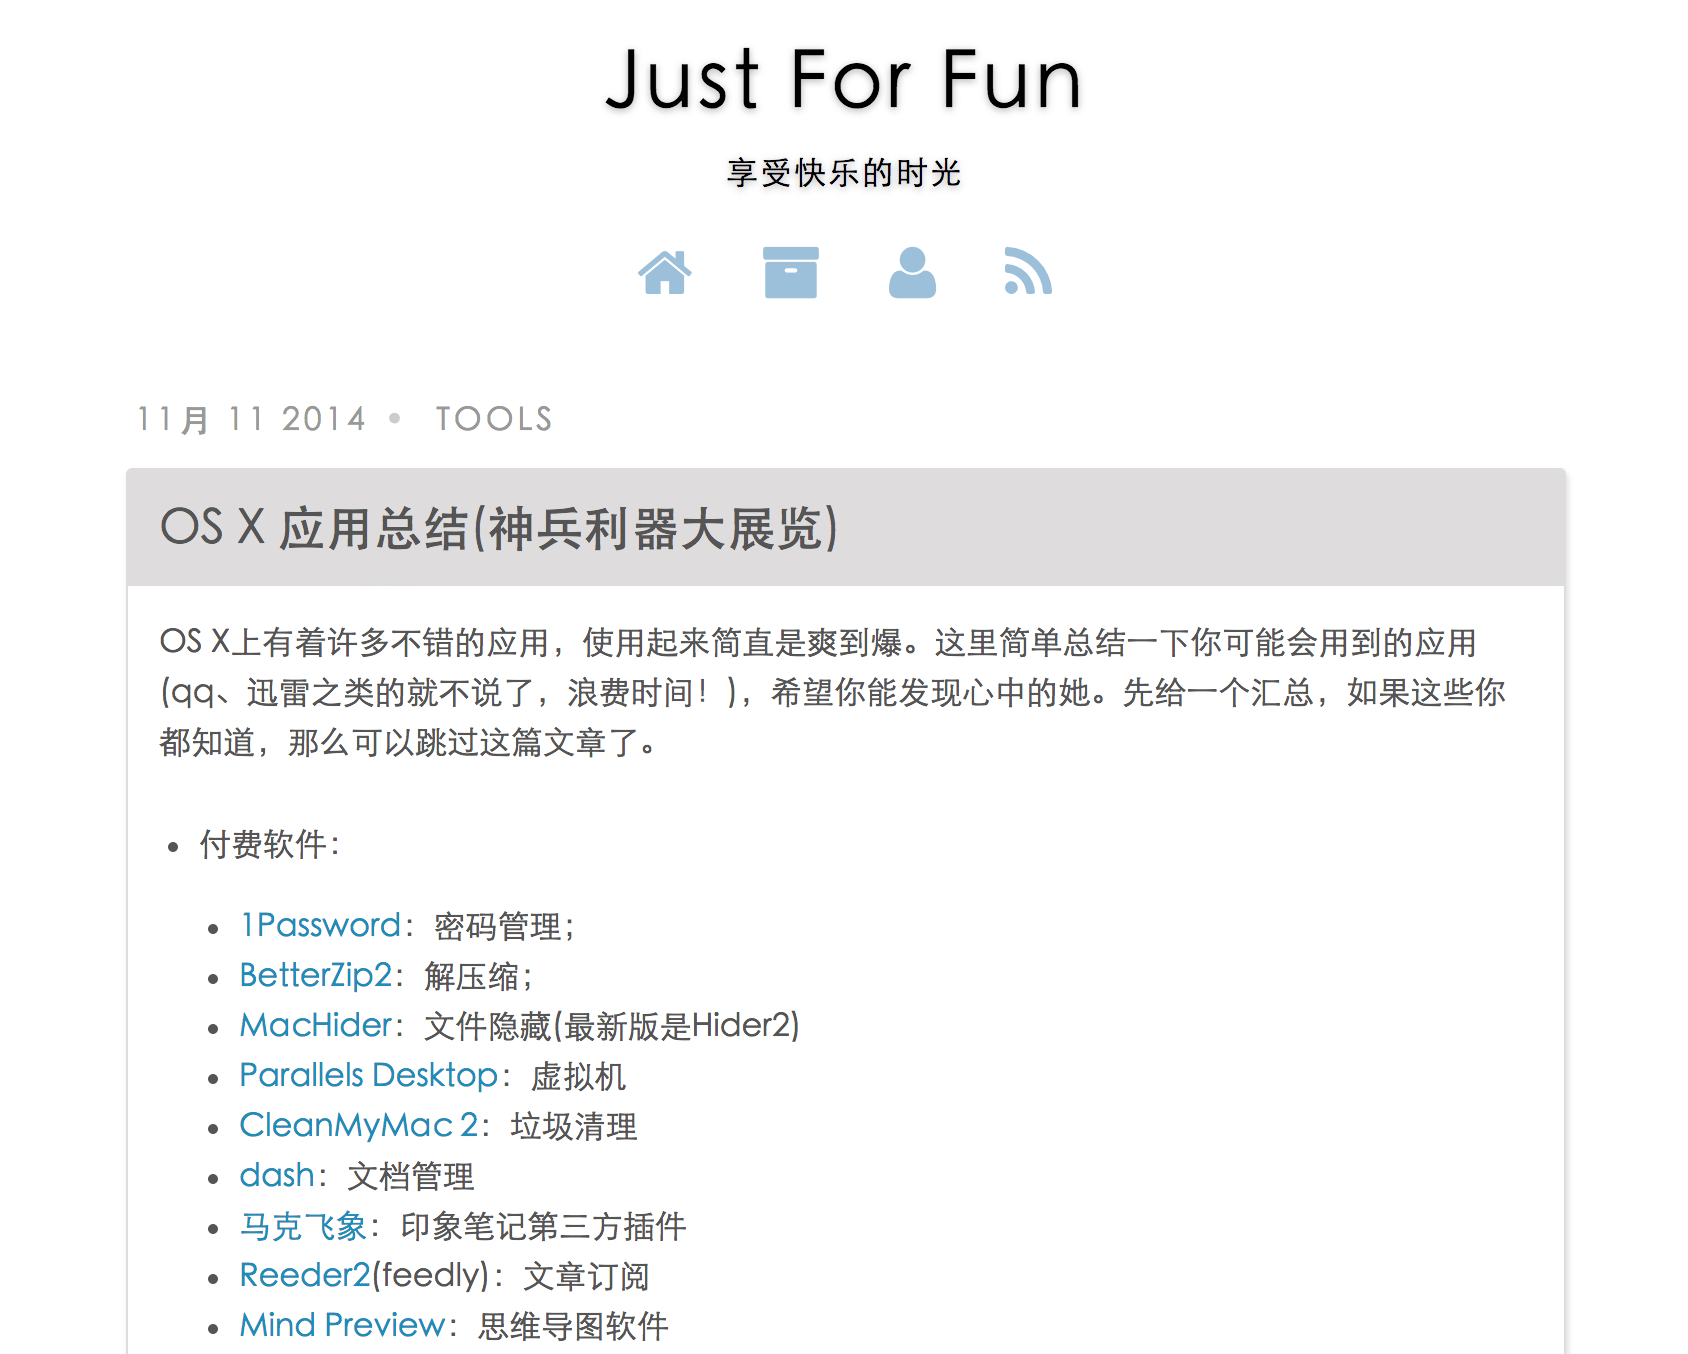 Just For Fun
享受快乐的时光
11月 11 2014 • TOOLS
OS X 应用总结(神兵利器大展览)
OS X上有着许多不错的应用，使用起来简直是爽到爆。这里简单总结一下你可能会用到的应用
(qq、迅雷之类的就不说了，浪费时间！)，希望你能发现心中的她。先给一个汇总，如果这些你
都知道，那么可以跳过这篇文章了。
• 付费软件：
• 1Password：密码管理；
• BetterZip2：解压缩；
• MacHider：文件隐藏(最新版是Hider2)
• Parallels Desktop：虚拟机
• CleanMyMac 2：垃圾清理
• dash：文档管理
• 马克飞象：印象笔记第三方插件
• Reeder2(feedly)：文章订阅
• Mind Preview：思维导图软件